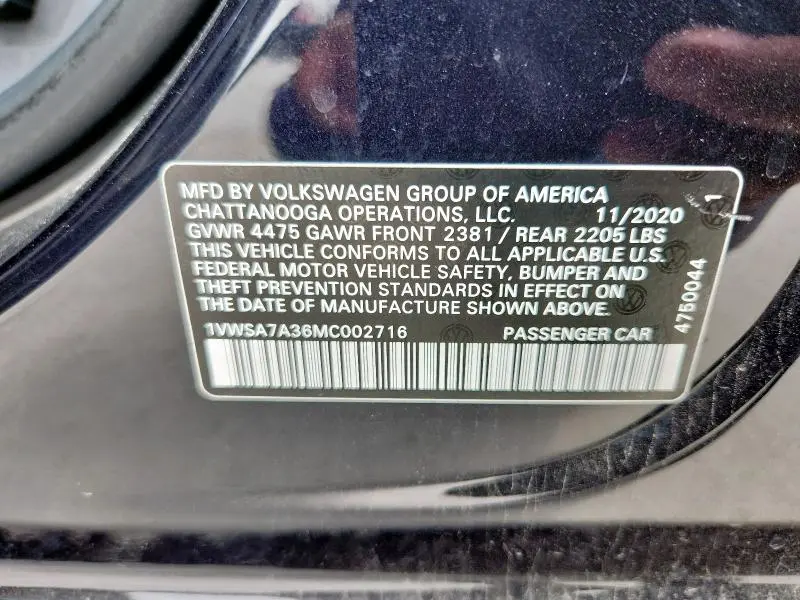 MFD BY VOLKSWAGEN GROUP OF AMERICA
CHATTANOOGA OPERATIONS, LLC. 11/2020
GVWR 4475 GAWR FRONT 2381 / REAR 2205 LBS
THIS VEHICLE CONFORMS TO ALL APPLICABLE U.S.
FEDERAL MOTOR VEHICLE SAFETY, BUMPER AND
THEFT PREVENTION STANDARDS IN EFFECT ON
THE DATE OF MANUFACTURE SHOWN ABOVE.
1VWSA7A36MC002716 PASSENGER CAR
4750044 1